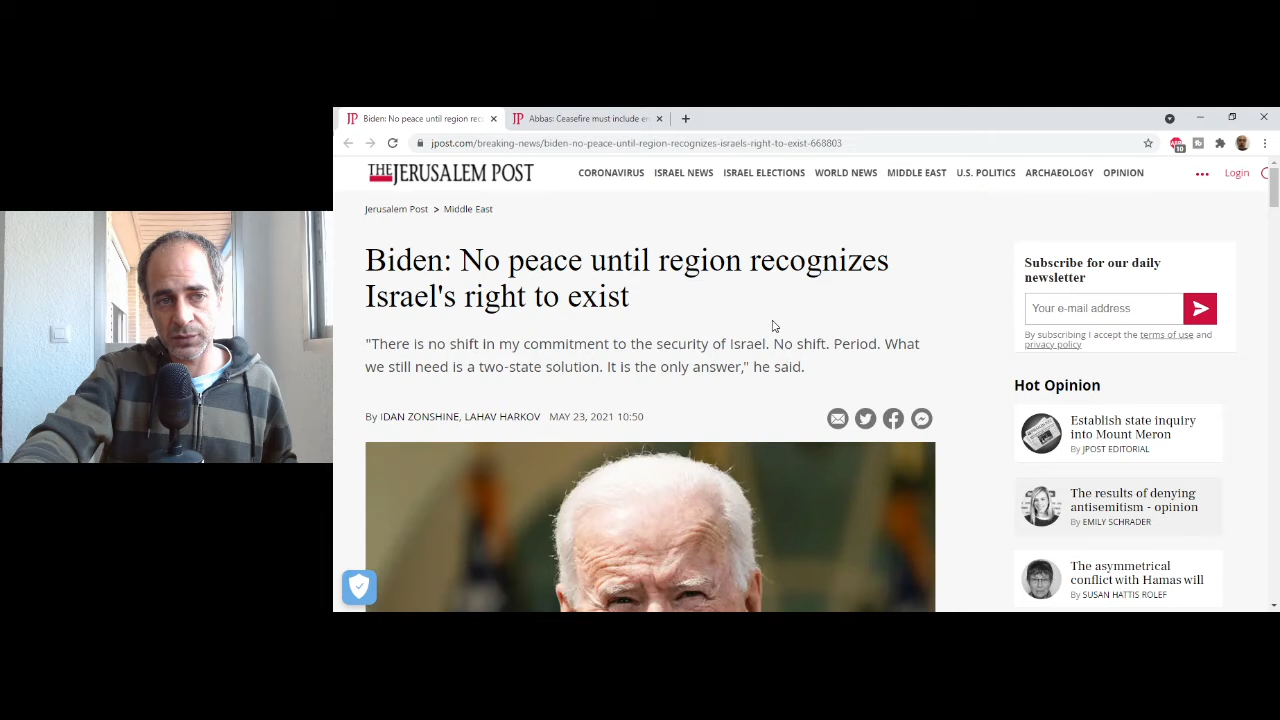 Biden: No peace until region rec
Abbas: Ceasefire must include en
jpost.com/breaking-news/biden-no-peace-until-region-recognizes-israels-right-to-exist-668803
10
THE JERUSALEM POST
CORONAVIRUS ISRAEL NEWS ISRAEL ELECTIONS WORLD NEWS MIDDLE EAST U.S. POLITICS ARCHAEOLOGY OPINION
Login
Jerusalem Post > Middle East
Biden: No peace until region recognizes
Israel's right to exist
"There is no shift in my commitment to the security of Israel. No shift. Period. What
we still need is a two-state solution. It is the only answer," he said.
By IDAN ZONSHINE, LAHAV HARKOV MAY 23, 2021 10:50
Subscribe for our daily
newsletter
Your e-mail address
By subscribing I accept the terms of use and
privacy policy
Hot Opinion
Establish state inquiry
into Mount Meron
By JPOST EDITORIAL
The results of denying
antisemitism - opinion
By EMILY SCHRADER
The asymmetrical
conflict with Hamas will
By SUSAN HATTIS ROLEF